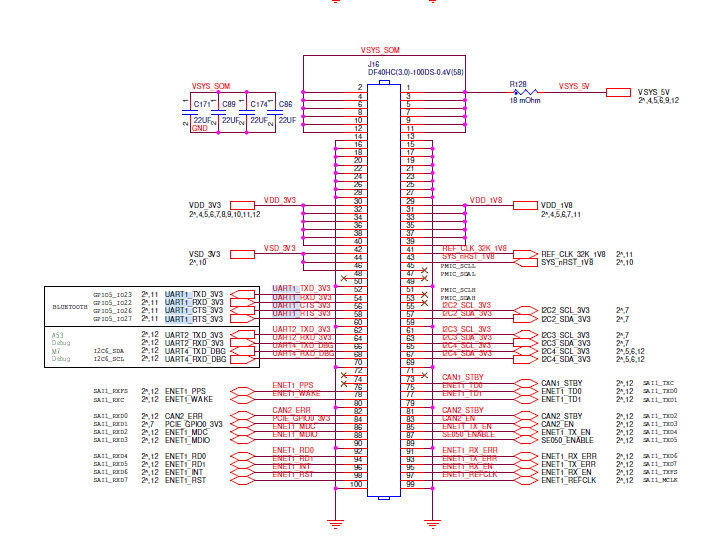 VSYS_SOM
J16
DF40HC(3.0)-100DS-0.4V(58)
VSYS_SOM
R128
18 mOhm
VSYS_5V
VSYS_5V
2^,4,5,6,9,12
C171
C89
C174
C86
22UF
22UF
22UF
22UF
1 1 1 1
2 2 2 2
GND
2 1
4 3
6 5
8 7
10 9
12 11
14 13
16 15
18 17
20 19
22 21
24 23
26 25
28 27
30 29
32 31
34 33
36 35
38 37
40 39
42 41
44 43
46 45
48 47
50 49
52 51
54 53
56 55
58 57
60 59
62 61
64 63
66 65
68 67
70 69
72 71
74 73
76 75
78 77
80 79
82 81
84 83
86 85
88 87
90 89
92 91
94 93
96 95
98 97
100 99
VDD_3V3
VDD_3V3
2^,4,5,6,7,8,9,10,11,12
VSD_3V3
VSD_3V3
2^,10
VDD_1V8
VDD_1V8
2^,4,5,6,7,11
REF_CLK_32K_1V8 REF_CLK_32K_1V8 2^,11
SYS_nRST_1V8 SYS_nRST_1V8 2^,10
PMIC_SCLL
PMIC_SDAL
PMIC_SCLH
PMIC_SDAH
BLUETOOTH
GPIO5_IO23 2^,11 UART1_TXD_3V3 UART1_TXD_3V3
GPIO5_IO22 2^,11 UART1_RXD_3V3 UART1_RXD_3V3
GPIO5_IO26 2^,11 UART1_CTS_3V3 UART1_CTS_3V3
GPIO5_IO27 2^,11 UART1_RTS_3V3 UART1_RTS_3V3
A53
Debug
2^,12 UART2_TXD_3V3 UART2_TXD_3V3
2^,12 UART2_RXD_3V3 UART2_RXD_3V3
M7
Debug
I2C6_SDA 2^,12 UART4_TXD_DBG UART4_TXD_DBG
I2C6_SCL 2^,12 UART4_RXD_DBG UART4_RXD_DBG
I2C2_SCL_3V3 I2C2_SCL_3V3 2^,7
I2C2_SDA_3V3 I2C2_SDA_3V3 2^,7
I2C3_SCL_3V3 I2C3_SCL_3V3 2^,7
I2C3_SDA_3V3 I2C3_SDA_3V3 2^,7
I2C4_SCL_3V3 I2C4_SCL_3V3 2^,5,6,12
I2C4_SDA_3V3 I2C4_SDA_3V3 2^,5,6,12
SAI1_RXFS 2^,12 ENET1_PPS ENET1_PPS
SAI1_RXC 2^,12 ENET1_WAKE ENET1_WAKE
SAI1_RXD0 2^,12 CAN2_ERR CAN2_ERR
SAI1_RXD1 2^,7 PCIE_GPIO0_3V3 PCIE_GPIO0_3V3
SAI1_RXD2 2^,12 ENET1_MDC ENET1_MDC
SAI1_RXD3 2^,12 ENET1_MDIO ENET1_MDIO
SAI1_RXD4 2^,12 ENET1_RD0 ENET1_RD0
SAI1_RXD5 2^,12 ENET1_RD1 ENET1_RD1
SAI1_RXD6 2^,12 ENET1_INT ENET1_INT
SAI1_RXD7 2^,12 ENET1_RST ENET1_RST
CAN1_STBY CAN1_STBY 2^,12 SAI1_TXC
ENET1_TD0 ENET1_TD0 2^,12 SAI1_TXD0
ENET1_TD1 ENET1_TD1 2^,12 SAI1_TXD1
CAN2_STBY CAN2_STBY 2^,12 SAI1_TXD2
CAN2_EN CAN2_EN 2^,12 SAI1_TXD3
ENET1_TX_EN ENET1_TX_EN 2^,12 SAI1_TXD4
SE050_ENABLE SE050_ENABLE 2^,12 SAI1_TXD5
ENET1_RX_ERR ENET1_RX_ERR 2^,12 SAI1_TXD6
ENET1_TX_ERR ENET1_TX_ERR 2^,12 SAI1_TXD7
ENET1_RX_EN ENET1_RX_EN 2^,12 SAI1_TXFS
ENET1_REFCLK ENET1_REFCLK 2^,12 SAI1_MCLK